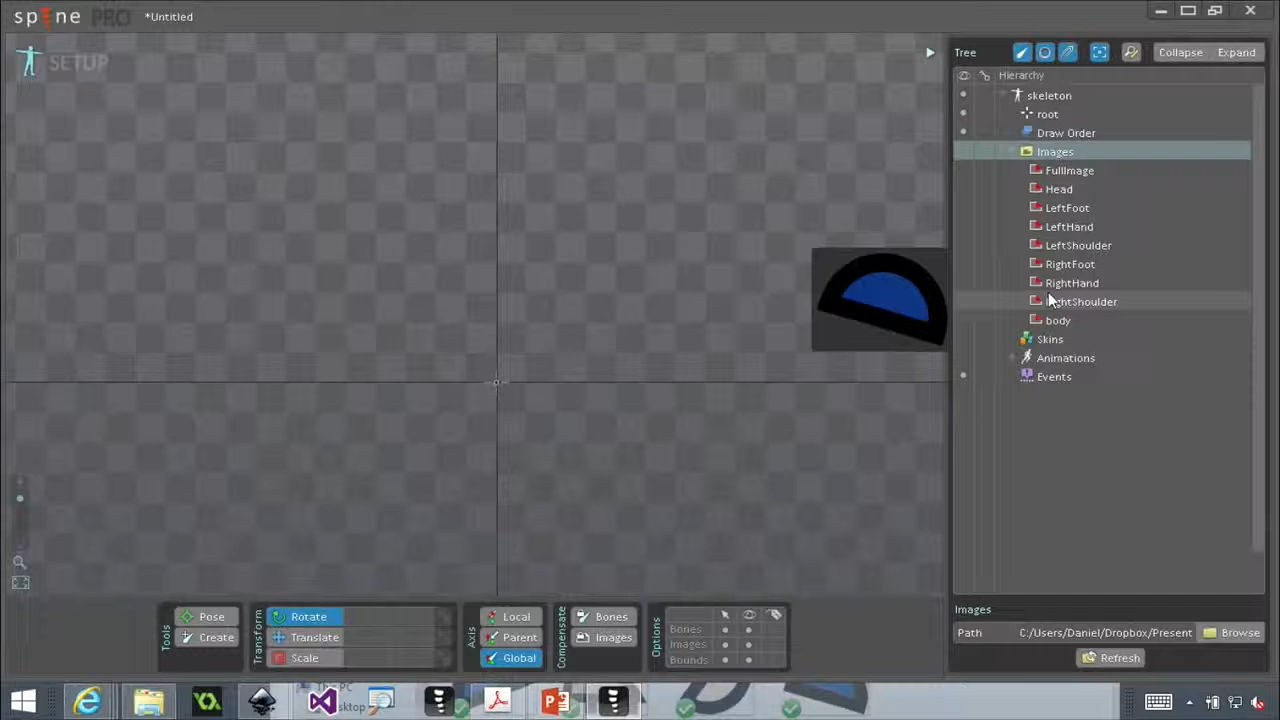 spine PRO *Untitled
SETUP
Tree
Collapse
Expand
Hierarchy
skeleton
root
Draw Order
Images
FullImage
Head
LeftFoot
LeftHand
LeftShoulder
RightFoot
RightHand
RightShoulder
body
Skins
Animations
Events
Images
Path C:/Users/Daniel/Dropbox/Present Browse
Refresh
Tools
Pose
Create
Transform
Rotate
Translate
Scale
Axis
Local
Parent
Global
Compensate
Bones
Images
Options
Bones
Images
Bounds